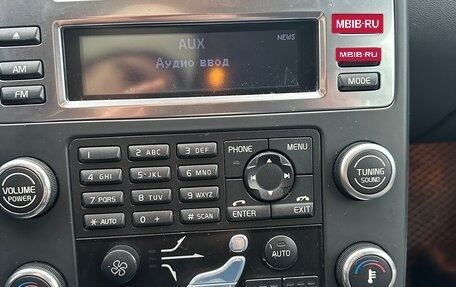 MBIB-RU
MBIB-RU
AUX
NEWS
Аудио ввод
AM
FM
MODE
1 2 ABC 3 DEF
PHONE MENU
4 GHI 5 JKL 6 MNO
7 PQRS 8 TUV 9 WXYZ
* AUTO 0 + # SCAN
ENTER EXIT
VOLUME
POWER
TUNING
SOUND
AUTO